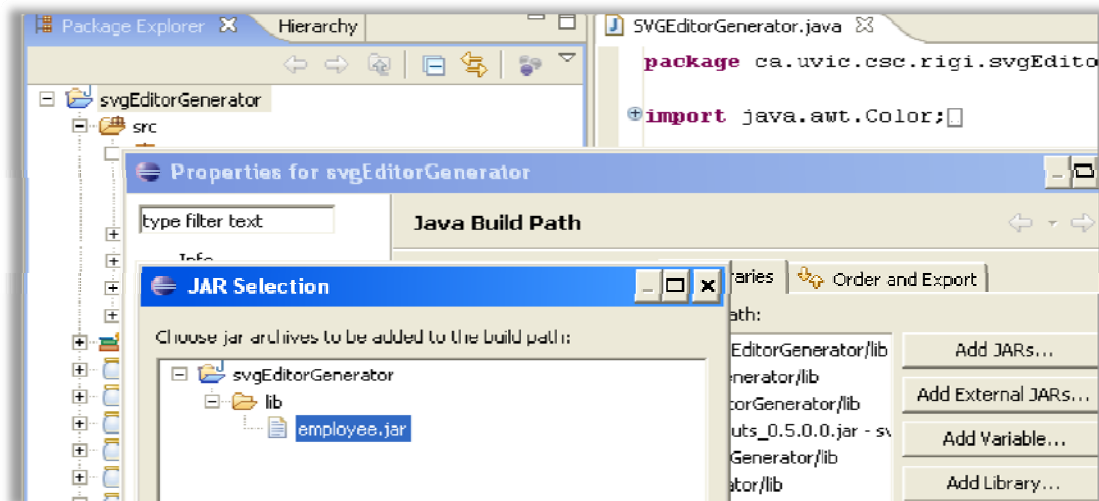 Package Explorer
Hierarchy
SVGEditorGenerator.java
package ca.uvic.csc.rigi.svgEdito
import java.awt.Color;
svgEditorGenerator
src
Properties for svgEditorGenerator
type filter text
Java Build Path
Info
JAR Selection
aries
Order and Export
Choose jar archives to be added to the build path:
ath:
svgEditorGenerator
lib
employee.jar
EditorGenerator/lib
nerator/lib
torGenerator/lib
uts_0.5.0.0.jar - sv
Generator/lib
ator/lib
Add JARs...
Add External JARs...
Add Variable...
Add Library...